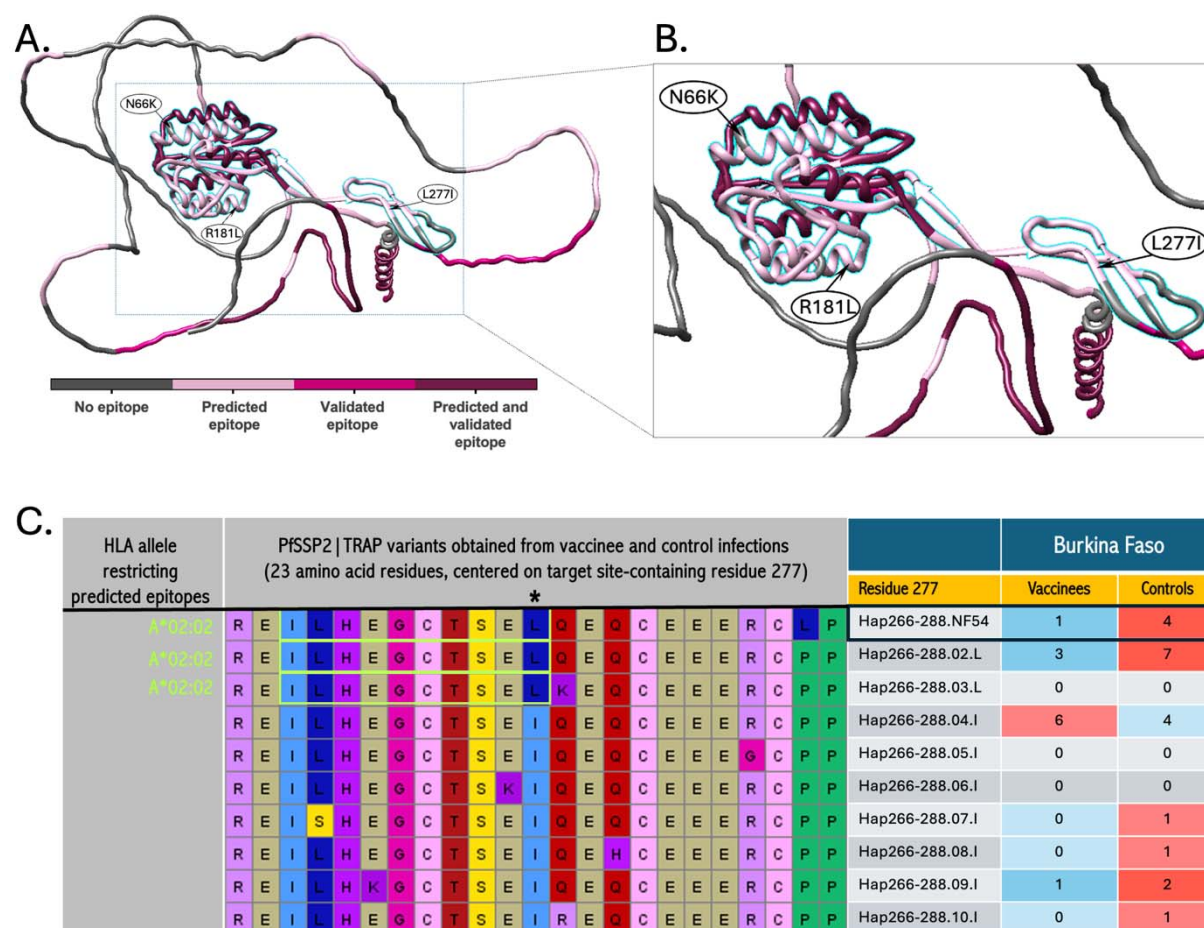 A.
B.
N66K
R181L
L277I
N66K
R181L
L277I
No epitope
Predicted epitope
Validated epitope
Predicted and validated epitope
C.
HLA allele restricting predicted epitopes
PfSSP2 | TRAP variants obtained from vaccinee and control infections
(23 amino acid residues, centered on target site-containing residue 277)
*
Burkina Faso
Residue 277 Vaccinees Controls
A*02:02 R E I L H E G C T S E L Q E Q C E E E R C L P Hap266-288.NF54 1 4
A*02:02 R E I L H E G C T S E L Q E Q C E E E R C P P Hap266-288.02.L 3 7
A*02:02 R E I L H E G C T S E L K E Q C E E E R C P P Hap266-288.03.L 0 0
R E I L H E G C T S E I Q E Q C E E E R C P P Hap266-288.04.I 6 4
R E I L H E G C T S E I Q E Q C E E E G C P P Hap266-288.05.I 0 0
R E I L H E G C T S K I Q E Q C E E E R C P P Hap266-288.06.I 0 0
R E I S H E G C T S E I Q E Q C E E E R C P P Hap266-288.07.I 0 1
R E I L H E G C T S E I Q E H C E E E R C P P Hap266-288.08.I 0 1
R E I L H K G C T S E I Q E Q C E E E R C P P Hap266-288.09.I 1 2
R E I L H E G C T S E I R E Q C E E E R C P P Hap266-288.10.I 0 1